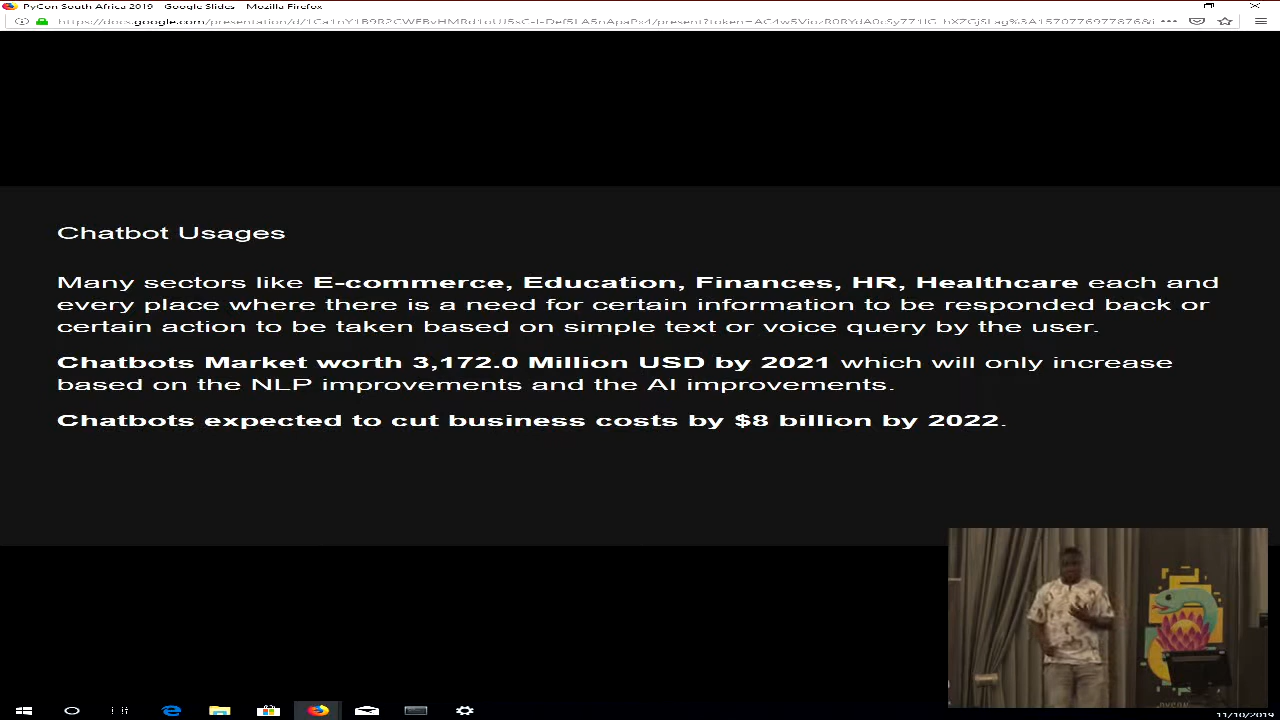 PyCon South Africa 2019 - Google Slides - Mozilla Firefox
Chatbot Usages
Many sectors like E-commerce, Education, Finances, HR, Healthcare each and
every place where there is a need for certain information to be responded back or
certain action to be taken based on simple text or voice query by the user.
Chatbots Market worth 3,172.0 Million USD by 2021 which will only increase
based on the NLP improvements and the AI improvements.
Chatbots expected to cut business costs by $8 billion by 2022.
11/10/2019